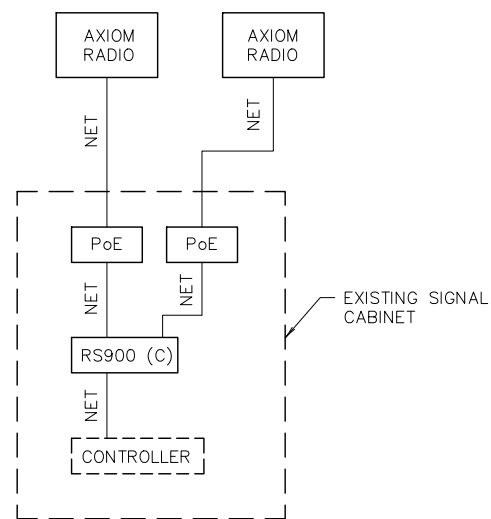 AXIOM
RADIO
AXIOM
RADIO
NET
NET
PoE
PoE
NET
NET
EXISTING SIGNAL
CABINET
RS900 (C)
NET
CONTROLLER